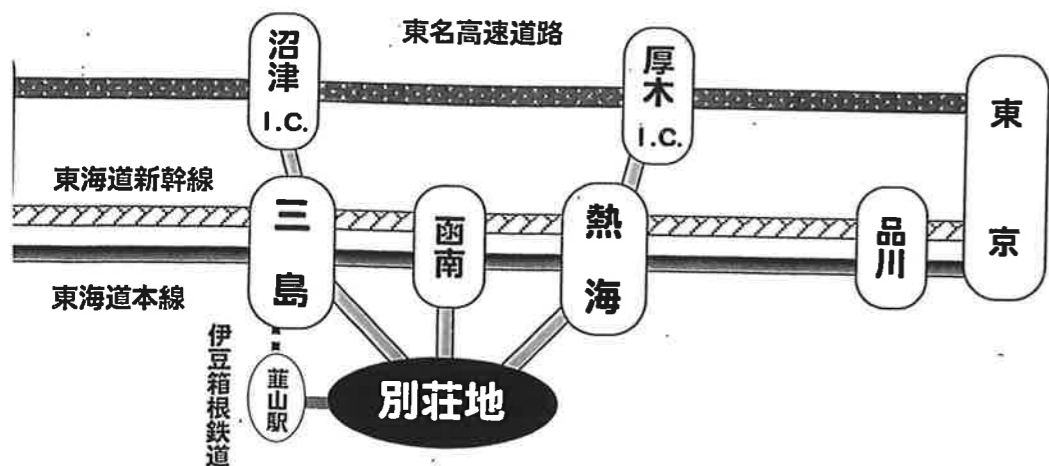 東名高速道路
沼津
I.C.
厚木
I.C.
東京
東海道新幹線
三島
函南
熱海
品川
東海道本線
伊豆箱根鉄道
韮山駅
別荘地